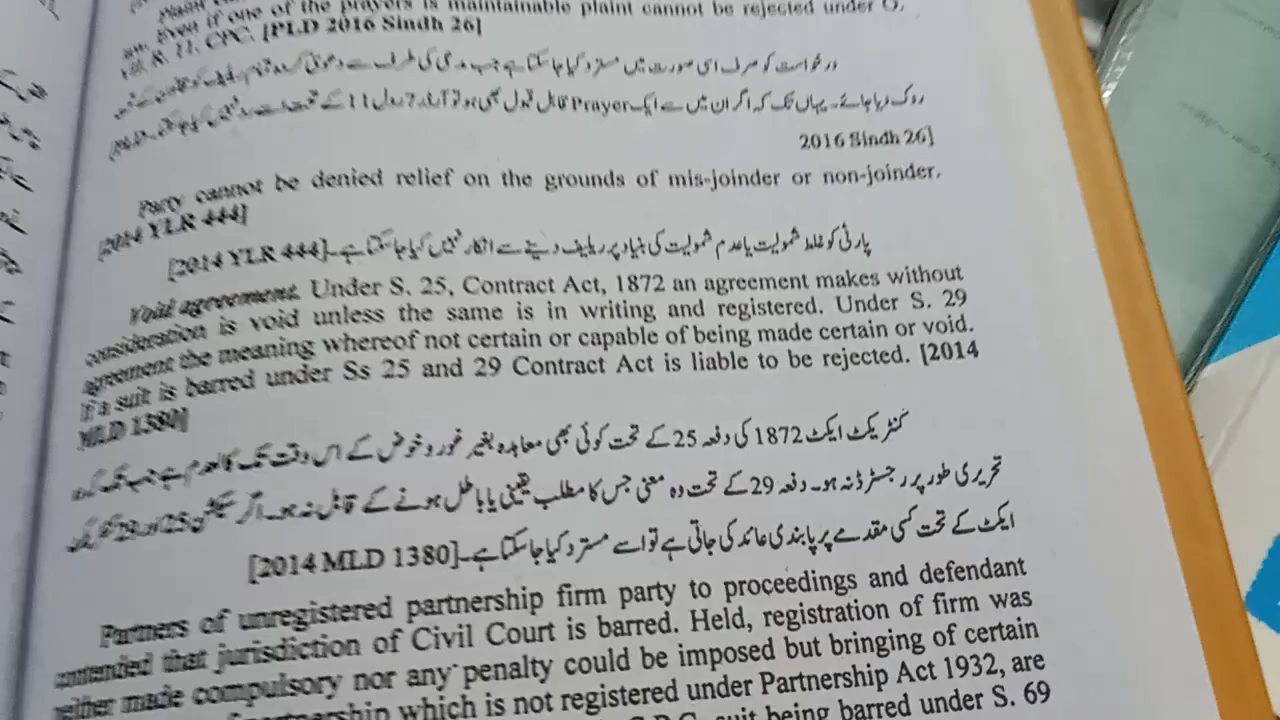 Even if one of the prayers is maintainable plaint cannot be rejected under O.
VII. R. 11. CPC. [PLD 2016 Sindh 26]
درخواست کو صرف اسی صورت میں مسترد کیا جا سکتا ہے جب مدعی کی طرف سے دعویٰ کردہ تمام
روک دیا جائے۔ یہاں تک کہ اگر ان میں سے ایک Prayer قابل قبول بھی ہو تو آرڈر 7 رول 11 کے تحت
2016 Sindh 26]
Party cannot be denied relief on the grounds of mis-joinder or non-joinder.
[2014 YLR 444]
پارٹی کو غلط شمولیت یا عدم شمولیت کی بنیاد پر ریلیف دینے سے انکار نہیں کیا جا سکتا ہے۔[2014 YLR 444]
Void agreement. Under S. 25, Contract Act, 1872 an agreement makes without
consideration is void unless the same is in writing and registered. Under S. 29
agreement the meaning whereof not certain or capable of being made certain or void.
If a suit is barred under Ss 25 and 29 Contract Act is liable to be rejected. [2014
MLD 1380]
کنٹریکٹ ایکٹ 1872 کی دفعہ 25 کے تحت کوئی بھی معاہدہ بغیر غور و خوض کے اس وقت تک کالعدم ہے جب تک کہ
تحریری طور پر رجسٹرڈ نہ ہو۔ دفعہ 29 کے تحت وہ معنی جس کا مطلب یقینی یا باطل ہونے کے قابل نہ ہو۔ اگر سیکشن 25 اور 29
ایکٹ کے تحت کسی مقدمے پر پابندی عائد کی جاتی ہے تو اسے مسترد کیا جا سکتا ہے۔[2014 MLD 1380]
Partners of unregistered partnership firm party to proceedings and defendant
contended that jurisdiction of Civil Court is barred. Held, registration of firm was
neither made compulsory nor any penalty could be imposed but bringing of certain
partnership which is not registered under Partnership Act 1932, are
suit being barred under S. 69